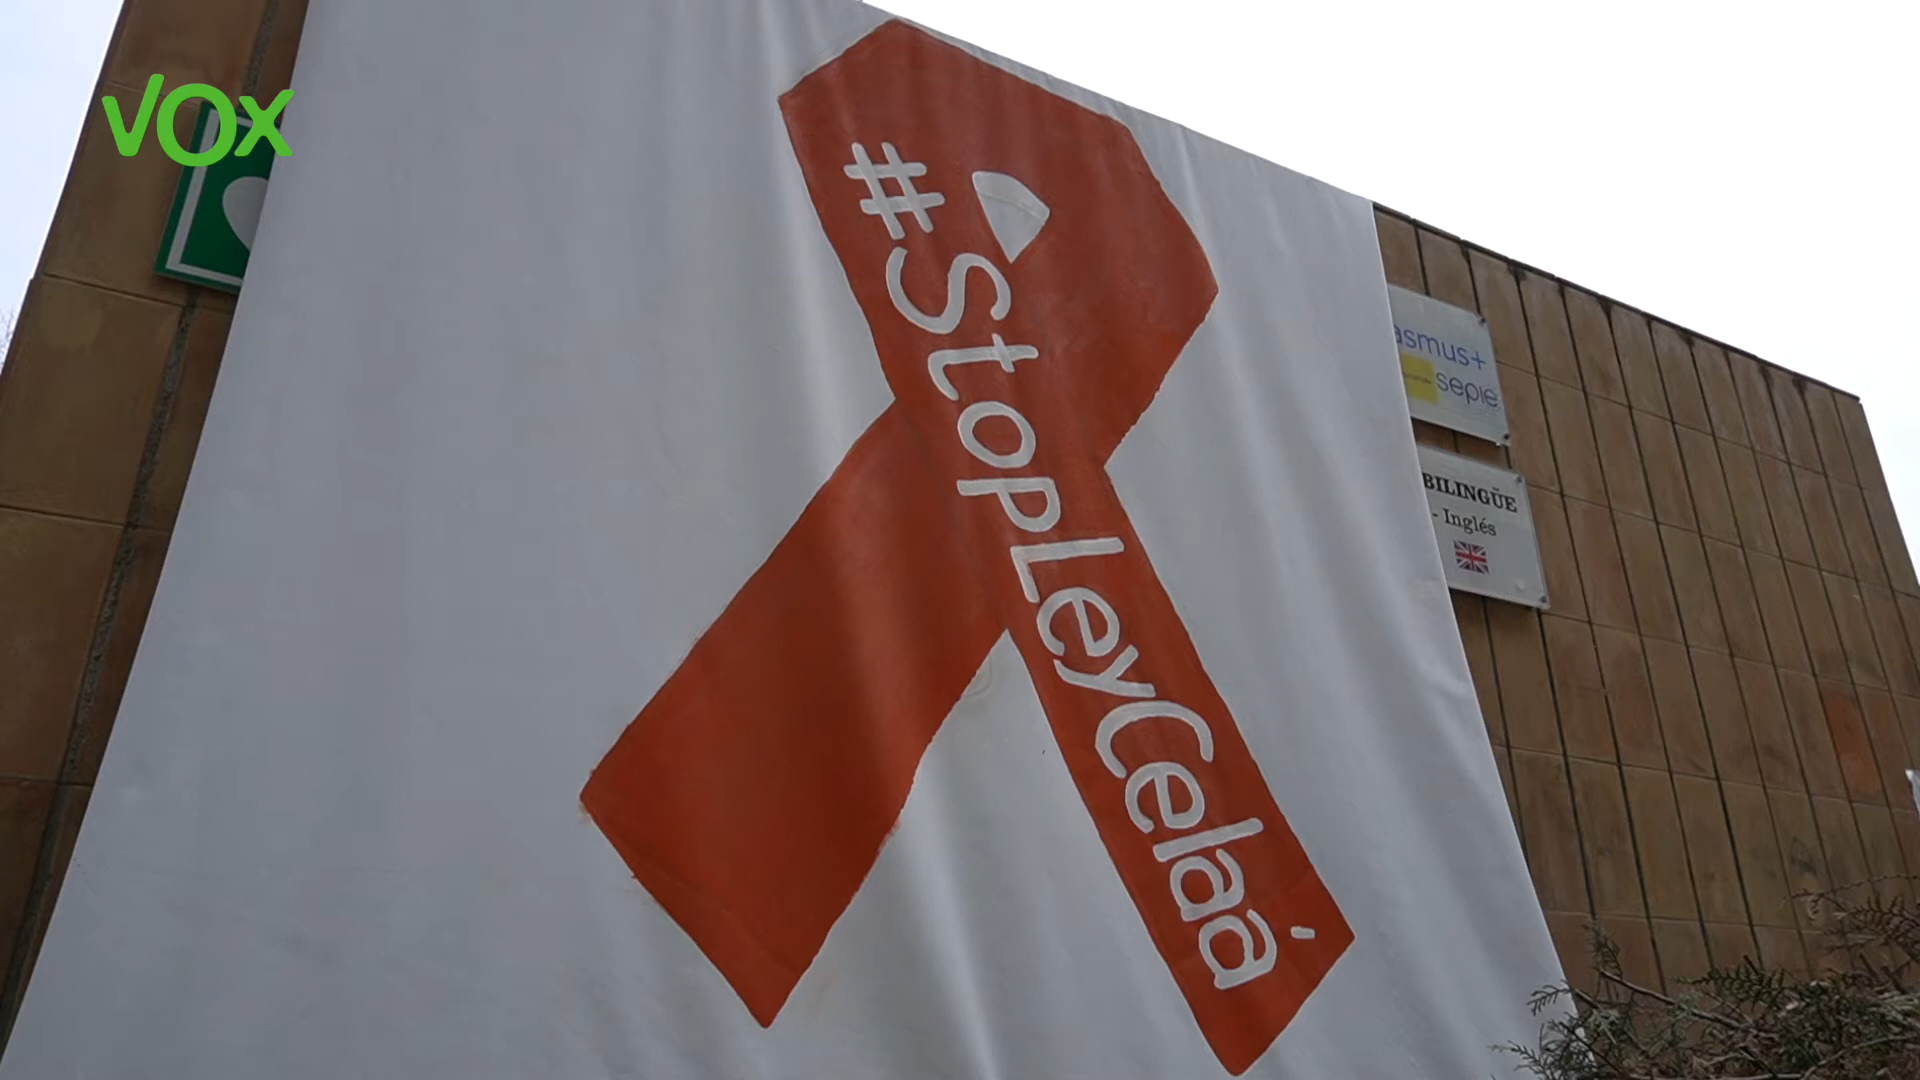 VOX
#StopLeyCelaá
asmus+
sepie
BILINGÜE
- Inglés